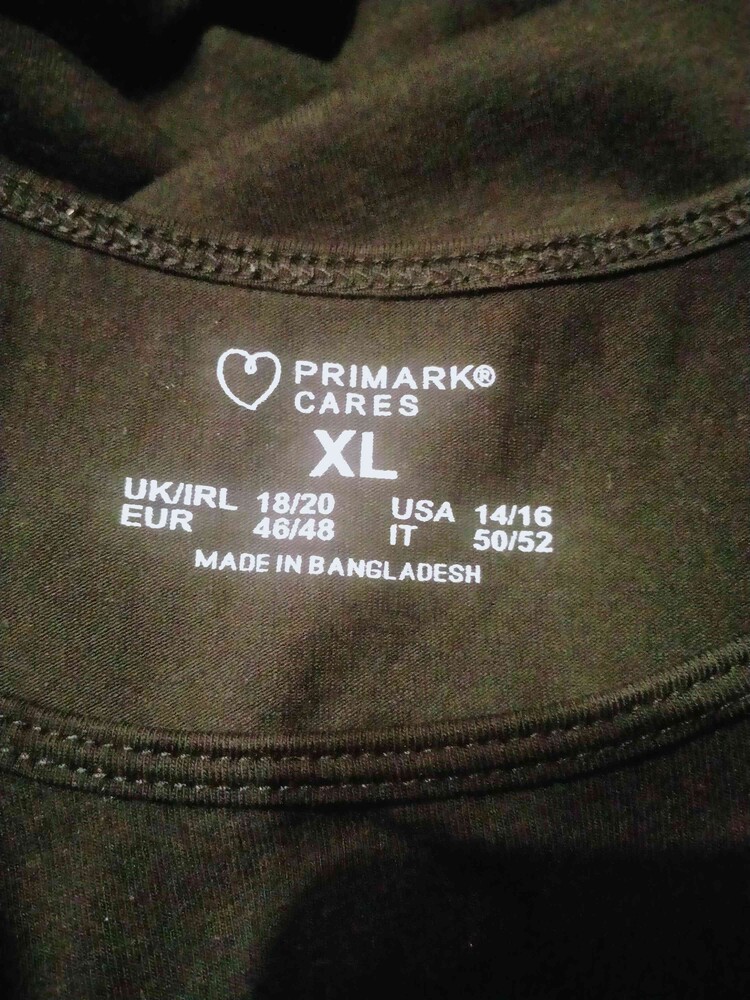 PRIMARK®
CARES
XL
UK/IRL 18/20 USA 14/16
EUR 46/48 IT 50/52
MADE IN BANGLADESH